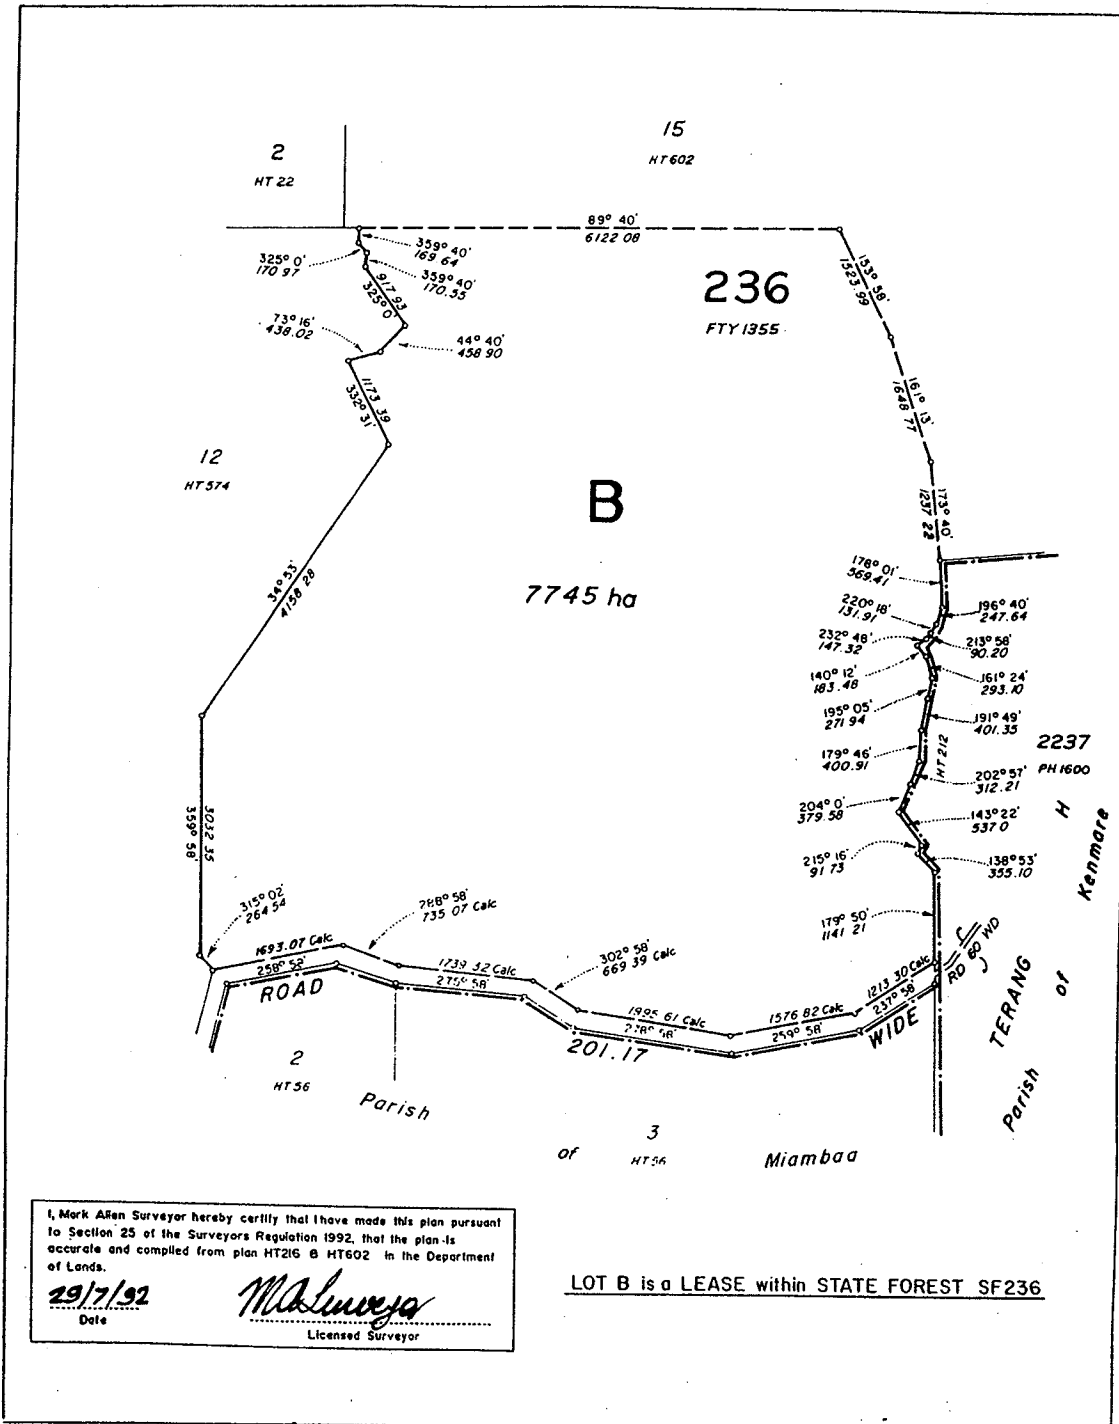 15
HT 602
2
HT 22
89° 40'
6122 08
359° 40'
169 64
325° 0'
170 97
359° 40'
170.55
917 93
325° 0'
236
FTY 1355
153° 58'
1523.99
73° 16'
438.02
44° 40'
458 90
1173 39
332° 31'
161° 13'
1648 77
12
HT 574
B
173° 40'
1237 22
7745 ha
34° 53'
4158 28
178° 01'
569.41
220° 18'
131.91
196° 40'
247.64
232° 48'
147.32
213° 58'
90.20
140° 12'
183.48
161° 24'
293.10
195° 05'
271 94
191° 49'
401.35
HT 212
2237
PH 1600
179° 46'
400.91
202° 57'
312.21
204° 0'
379.58
143° 22'
537 0
215° 16'
91 73
138° 53'
355.10
3032 35
359° 58'
179° 50'
1141 21
H
Kenmare
315° 02'
264 54
288° 58'
735 07 Calc
302° 58'
669 39 Calc
1693.07 Calc
258° 52'
ROAD
1739 32 Calc
275° 58'
1995 61 Calc
278° 58'
201.17
1576 82 Calc
259° 58'
1213 30 Calc
237° 58'
WIDE
RD 60 WD
TERANG
of
Parish
2
HT 56
Parish
of
3
HT 56
Miambaa
I, Mark Allen Surveyor hereby certify that I have made this plan pursuant
to Section 25 of the Surveyors Regulation 1992, that the plan is
accurate and compiled from plan HT216 & HT602 in the Department
of Lands.
29/7/92
Date
Licensed Surveyor
LOT B is a LEASE within STATE FOREST SF236